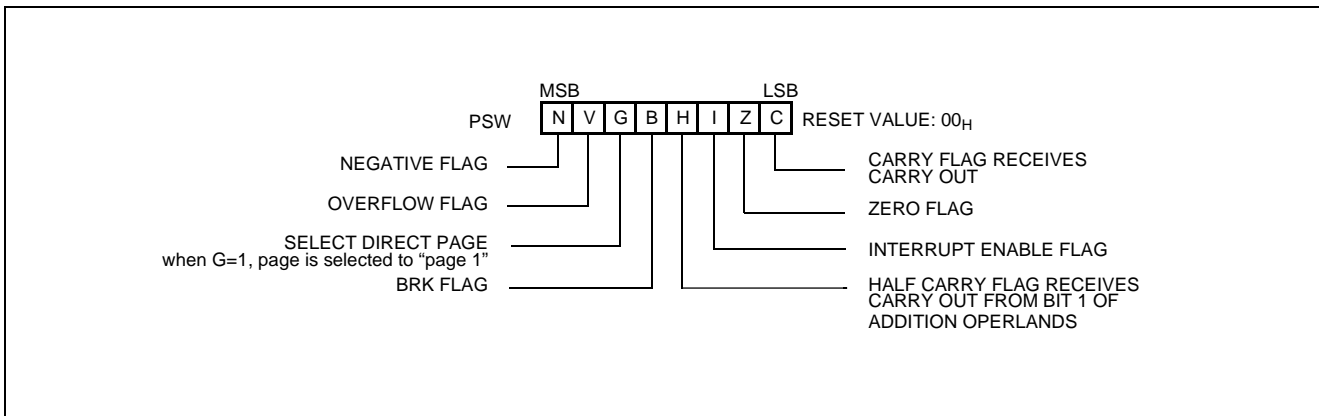 MSB LSB
PSW N V G B H I Z C RESET VALUE: 00H
NEGATIVE FLAG
OVERFLOW FLAG
SELECT DIRECT PAGE
when G=1, page is selected to “page 1”
BRK FLAG
CARRY FLAG RECEIVES
CARRY OUT
ZERO FLAG
INTERRUPT ENABLE FLAG
HALF CARRY FLAG RECEIVES
CARRY OUT FROM BIT 1 OF
ADDITION OPERLANDS